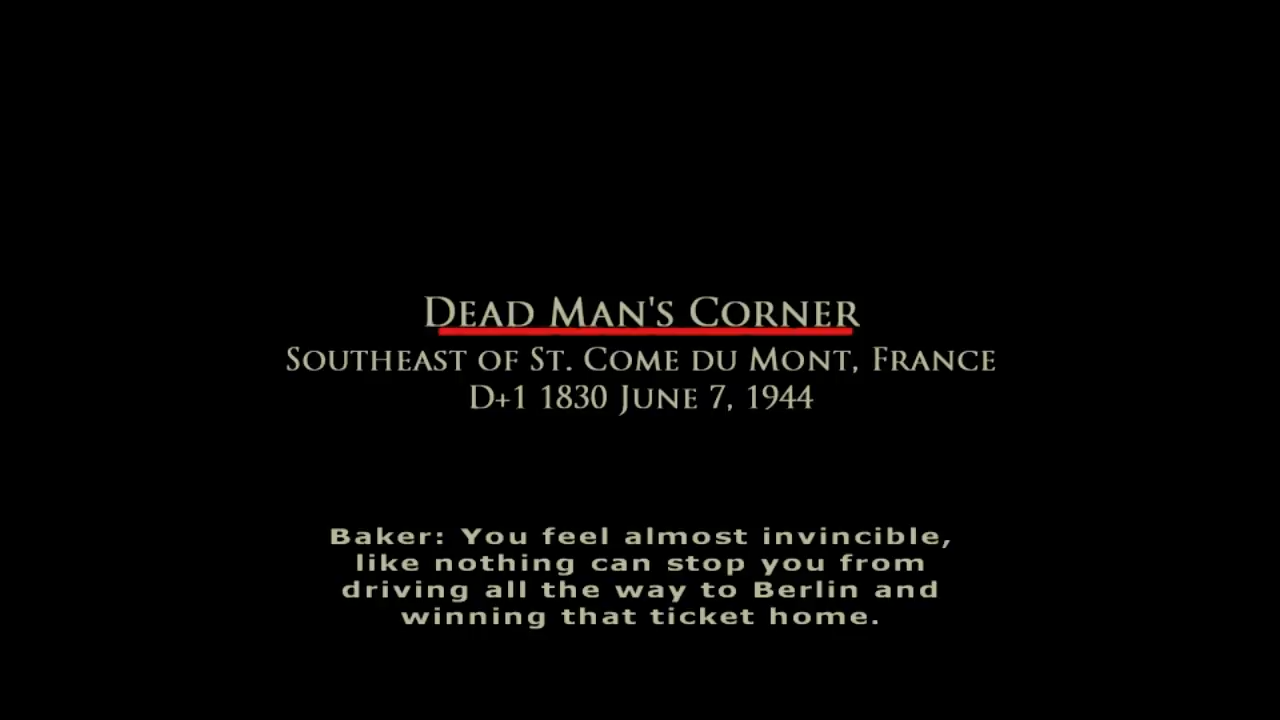 Dead Man's Corner
Southeast of St. Come du Mont, France
D+1 1830 June 7, 1944
Baker: You feel almost invincible,
like nothing can stop you from
driving all the way to Berlin and
winning that ticket home.